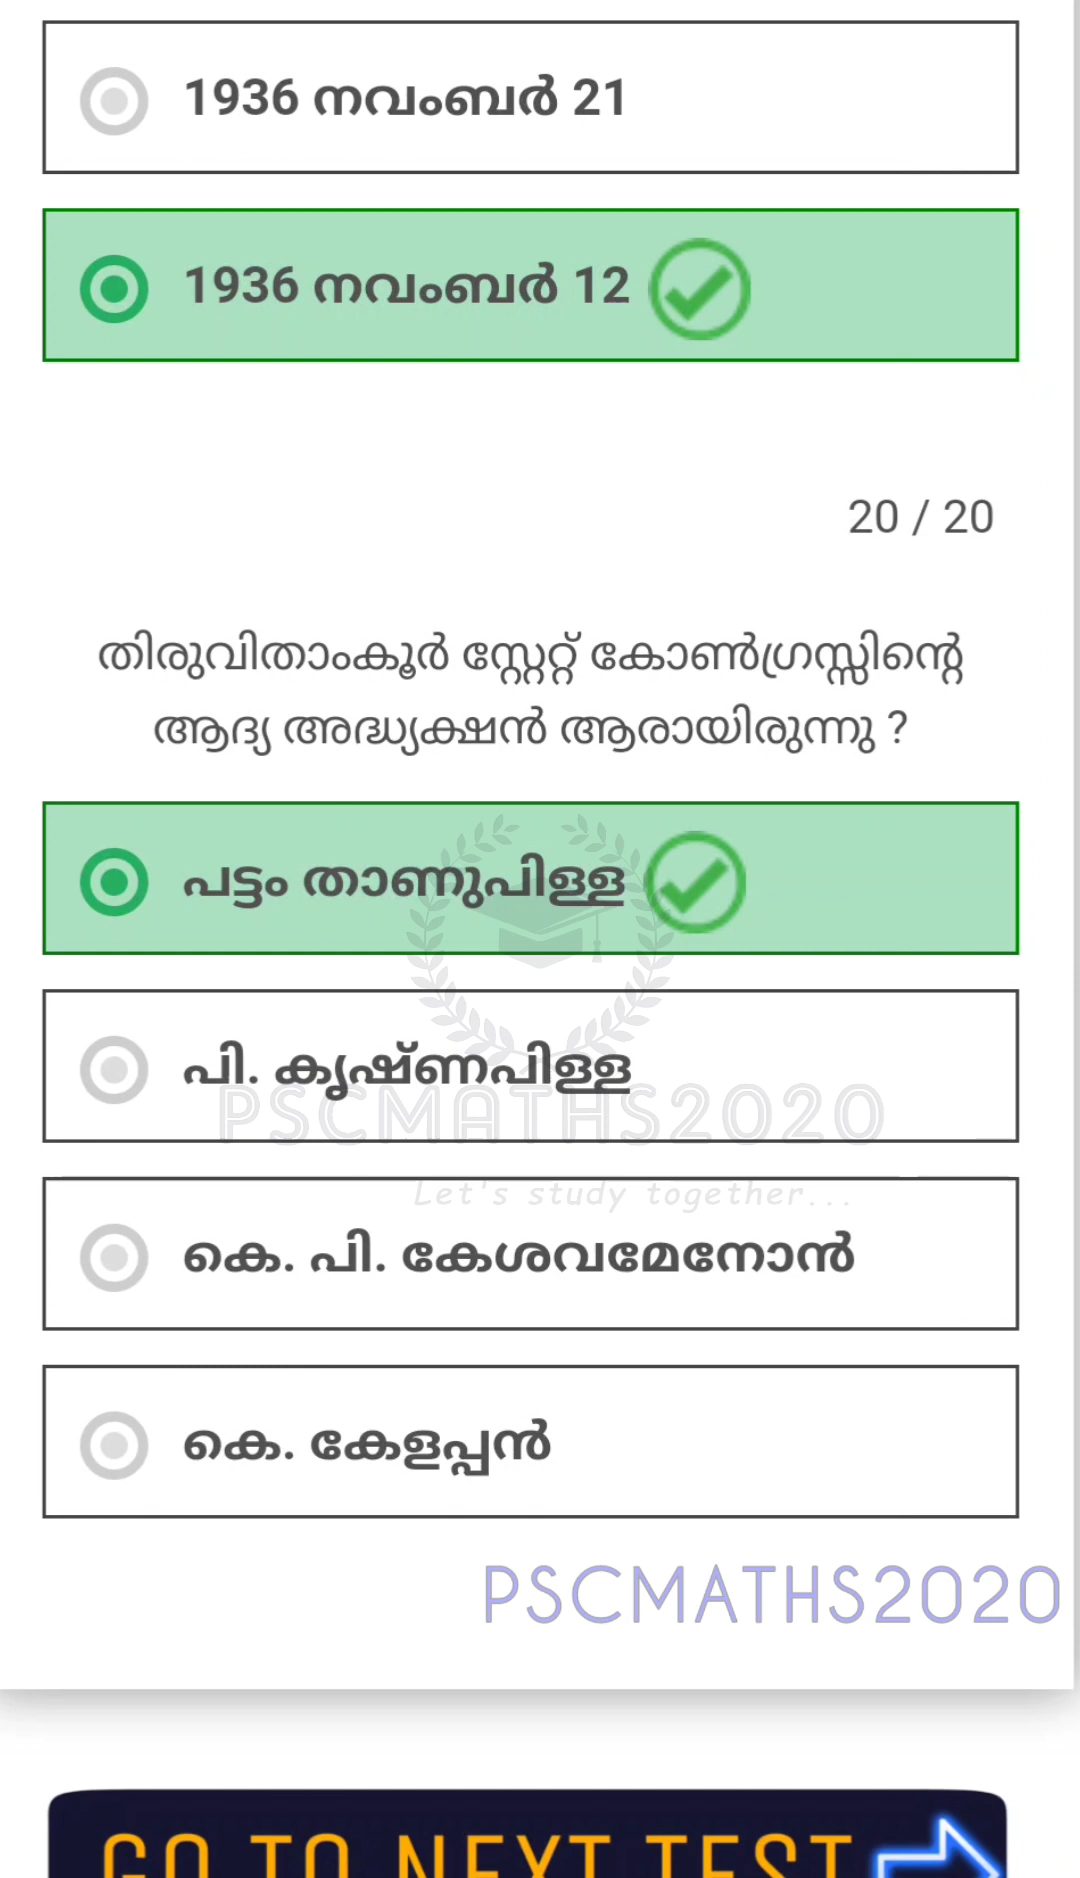 1936 നവംബർ 21
1936 നവംബർ 12
20 / 20
തിരുവിതാംകൂർ സ്റ്റേറ്റ് കോൺഗ്രസ്സിന്റെ
ആദ്യ അദ്ധ്യക്ഷൻ ആരായിരുന്നു ?
പട്ടം താണുപിള്ള
പി. കൃഷ്ണപിള്ള
PSCMATHS2020
Let's study together...
കെ. പി. കേശവമേനോൻ
കെ. കേളപ്പൻ
PSCMATHS2020
GO TO NEXT TEST